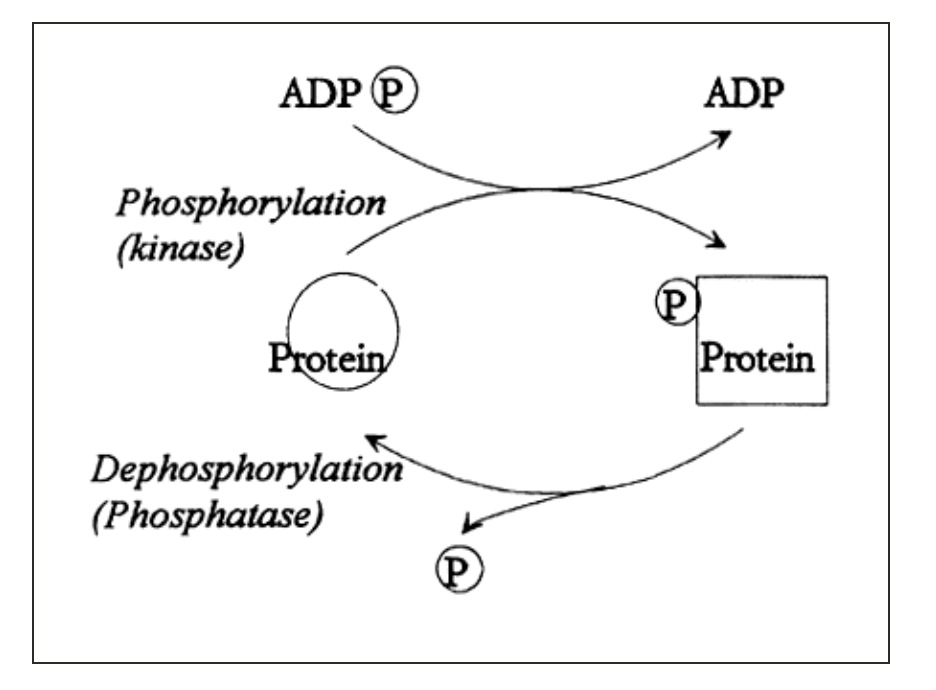 ADP P
ADP
Phosphorylation
(kinase)
P
Protein
Protein
Dephosphorylation
(Phosphatase)
P